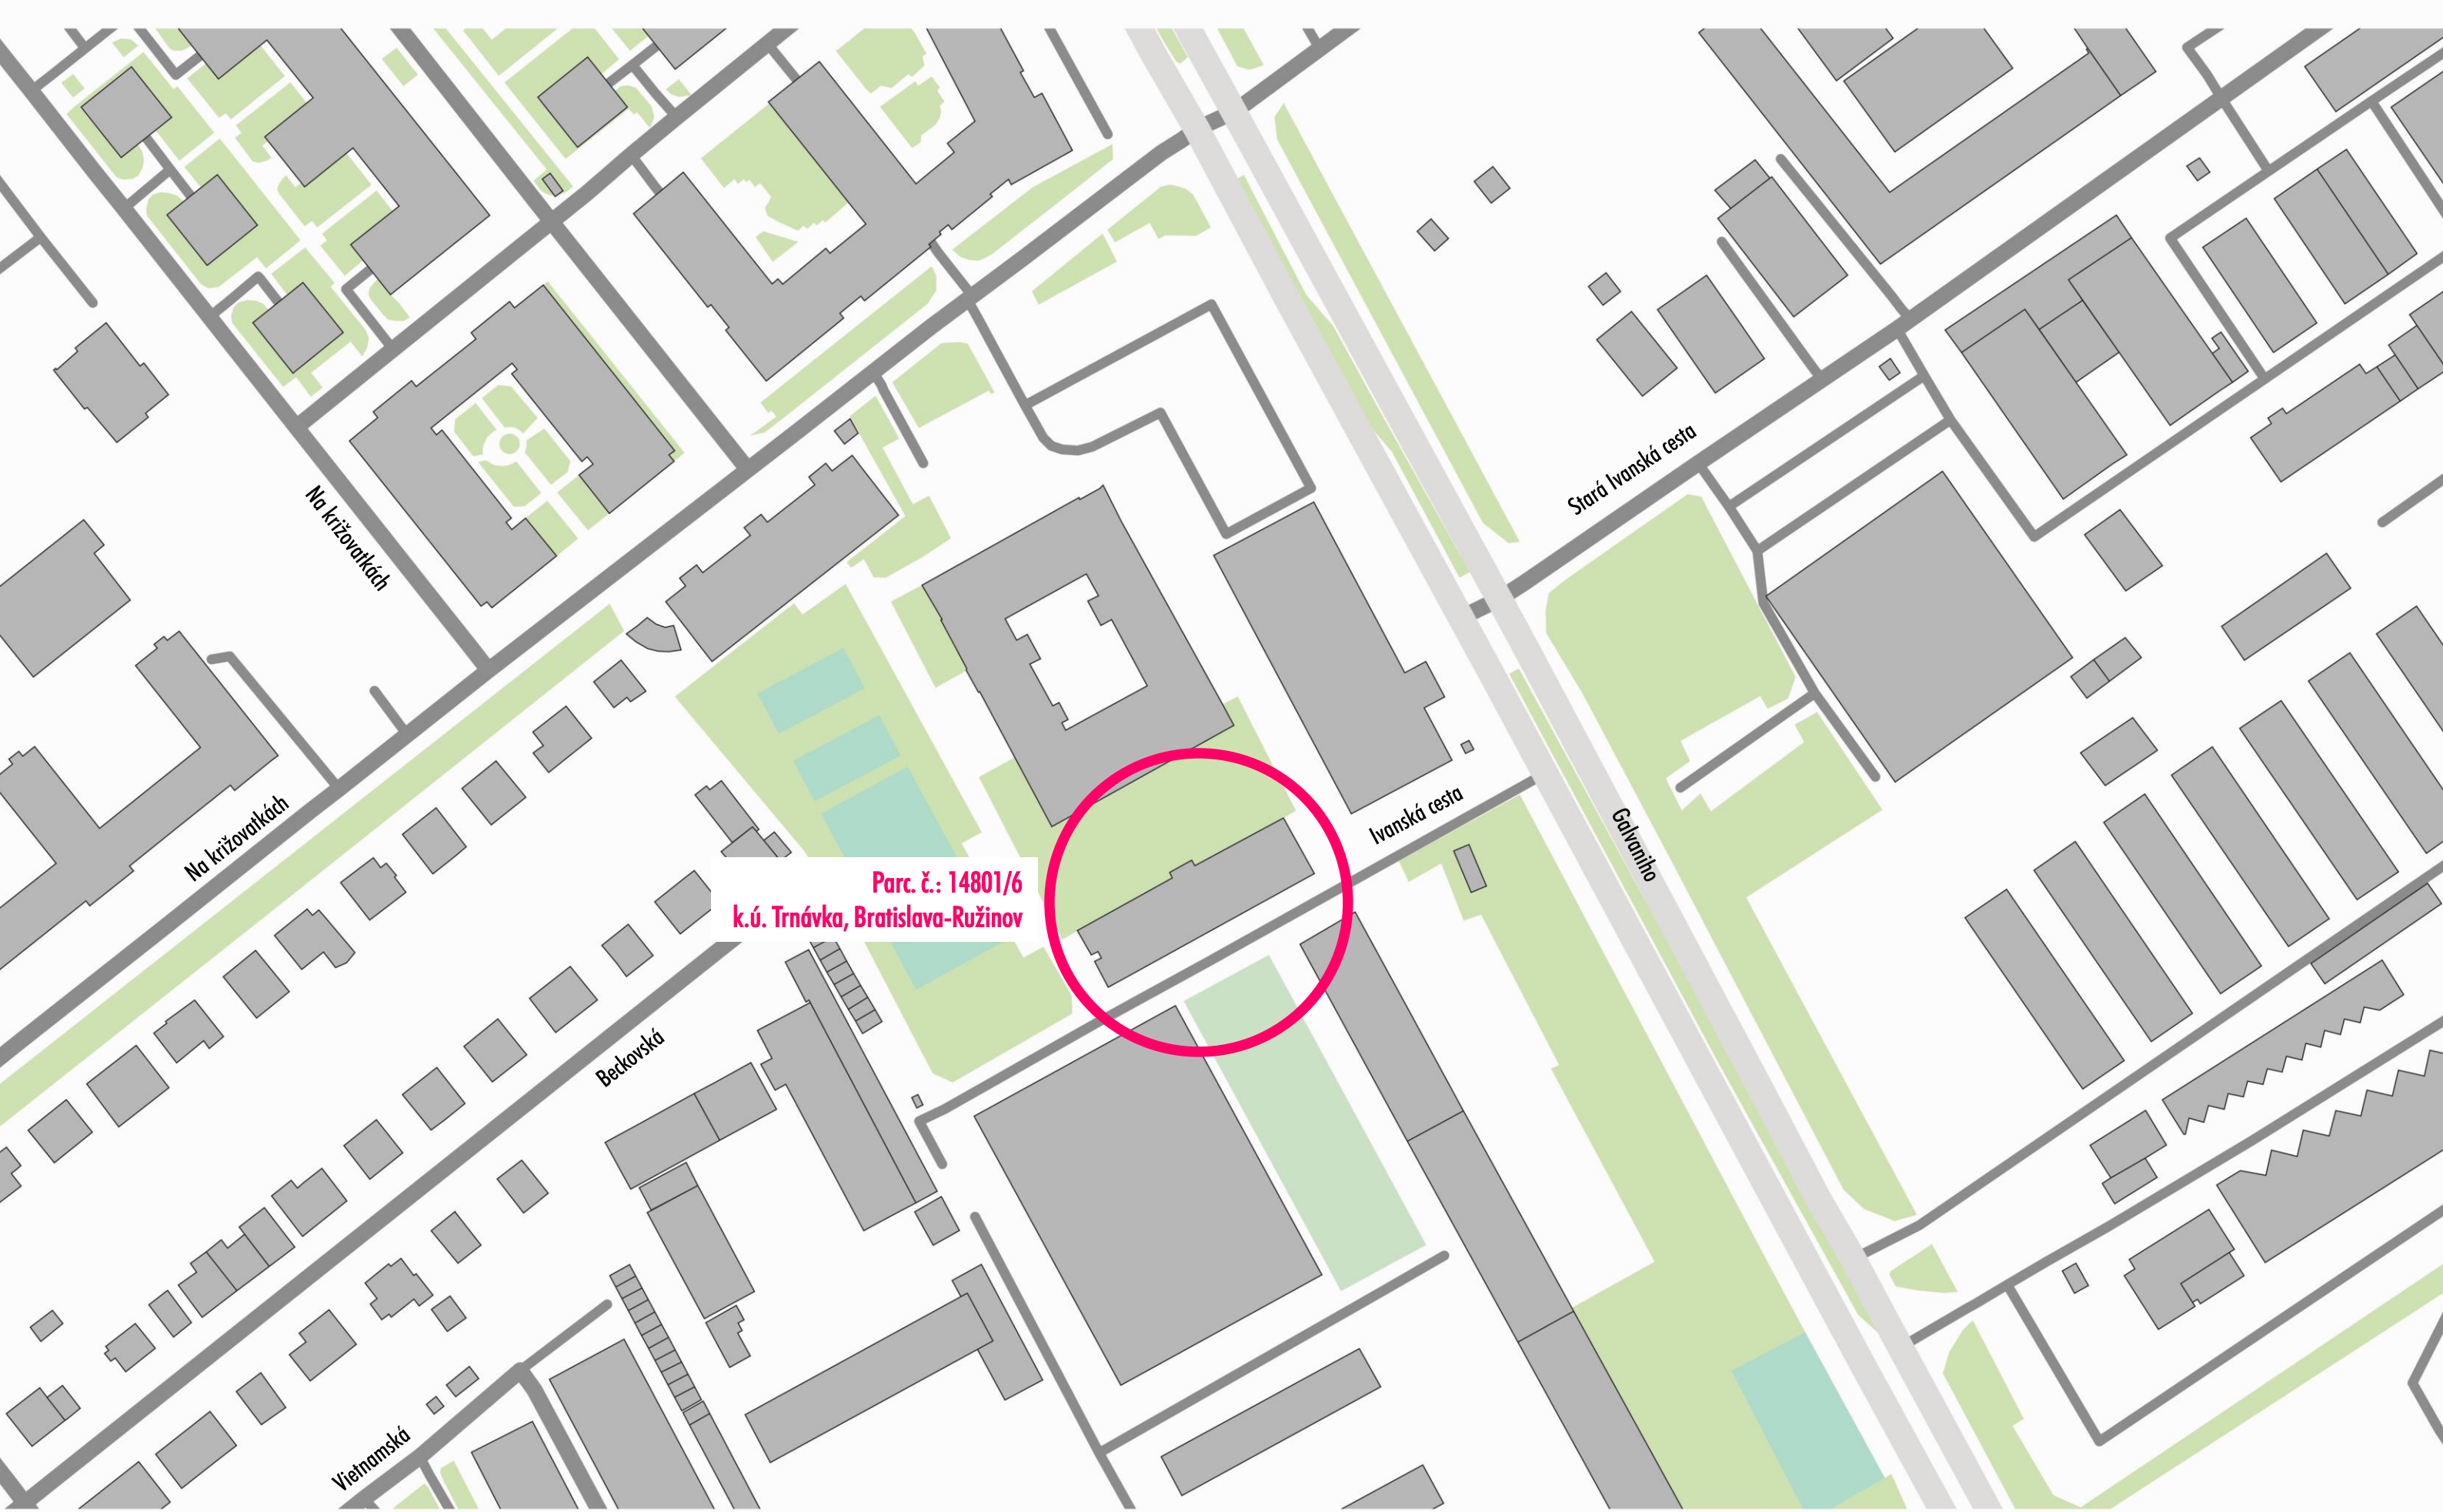 Stará Ivanská cesta
Na križovatkách
Ivanská cesta
Na križovatkách
Galvaniho
Parc. č.: 14801/6
k.ú. Trnávka, Bratislava-Ružinov
Beckovská
Vietnamská